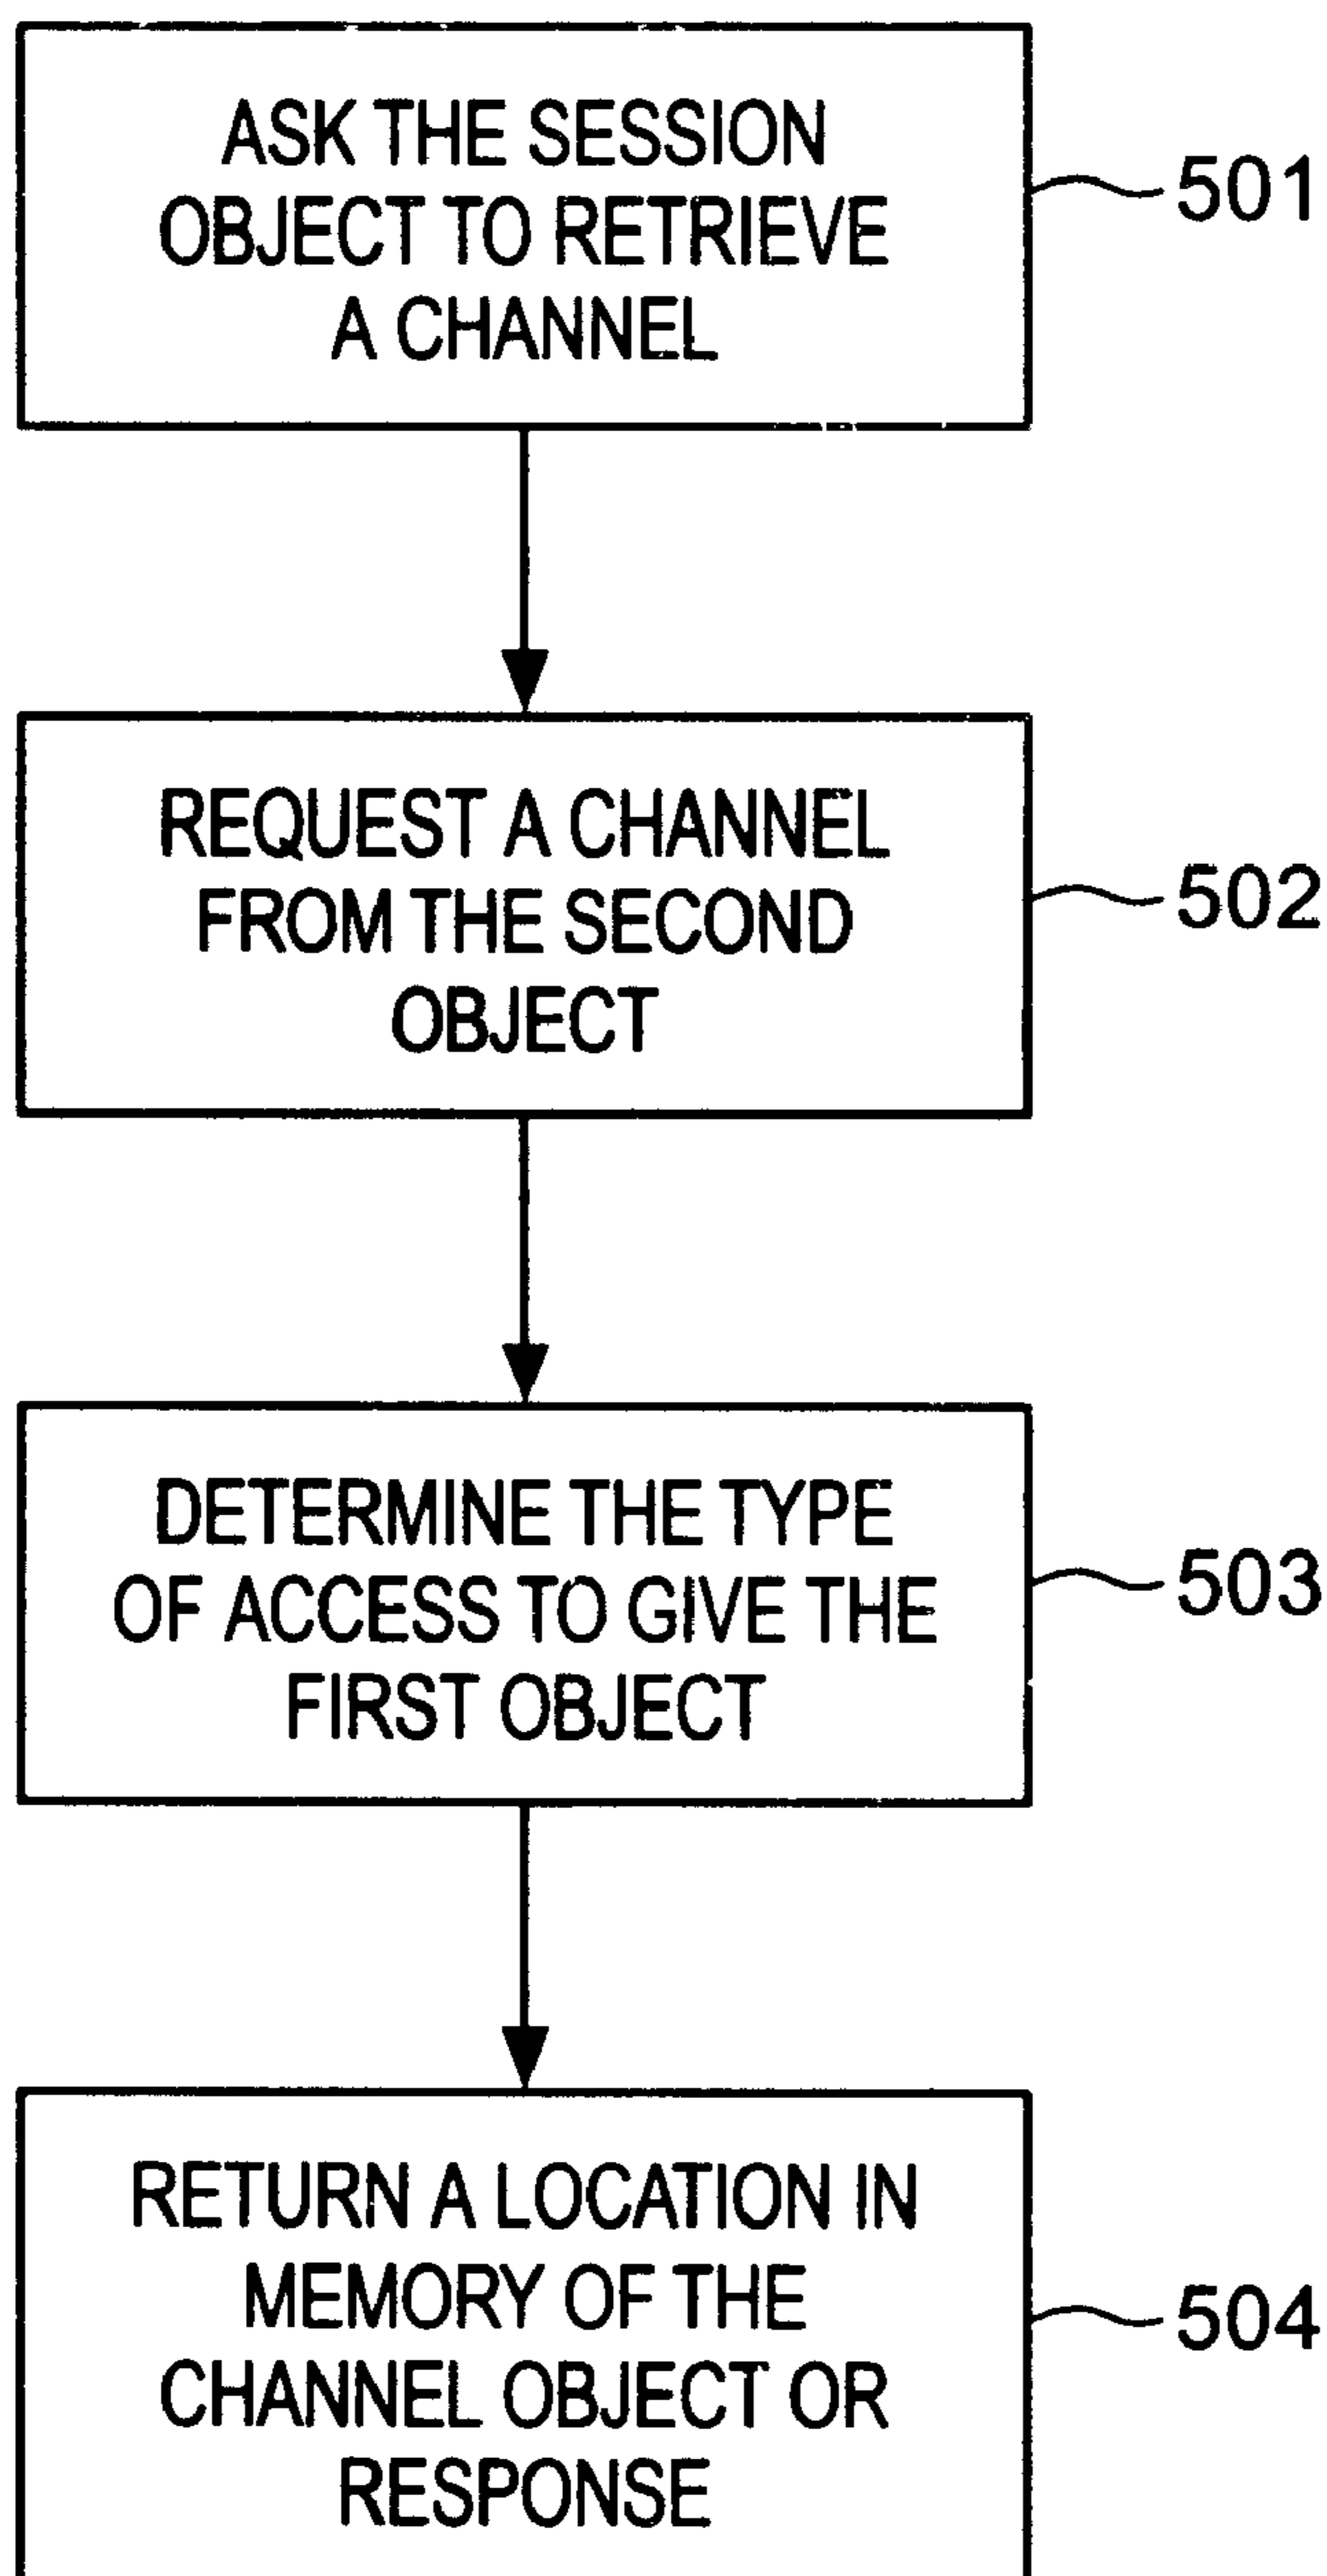 ASK THE SESSION
OBJECT TO RETRIEVE
A CHANNEL
501
REQUEST A CHANNEL
FROM THE SECOND
OBJECT
502
DETERMINE THE TYPE
OF ACCESS TO GIVE THE
FIRST OBJECT
503
RETURN A LOCATION IN
MEMORY OF THE
CHANNEL OBJECT OR
RESPONSE
504